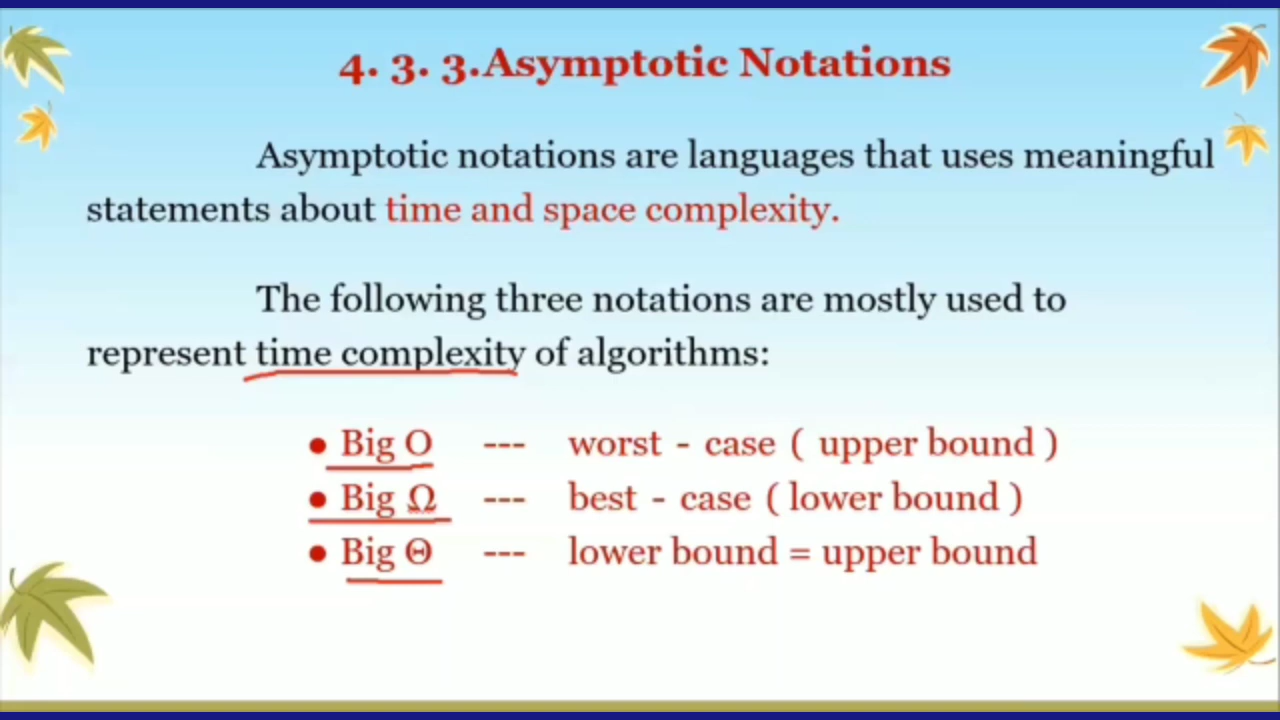 4. 3. 3.Asymptotic Notations
Asymptotic notations are languages that uses meaningful
statements about time and space complexity.
The following three notations are mostly used to
represent time complexity of algorithms:
● Big O --- worst - case ( upper bound )
● Big Ω --- best - case ( lower bound )
● Big Θ --- lower bound = upper bound